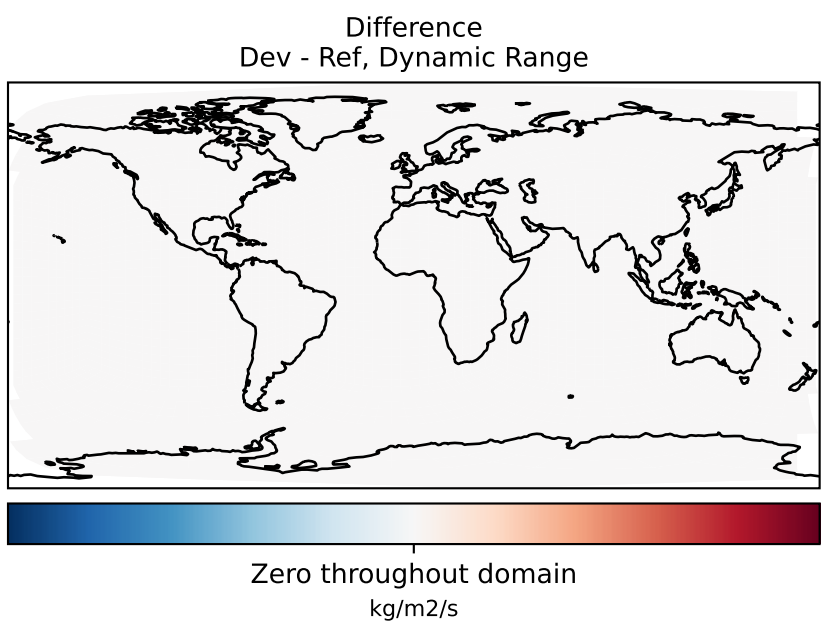 Difference
Dev - Ref, Dynamic Range
Zero throughout domain
kg/m2/s